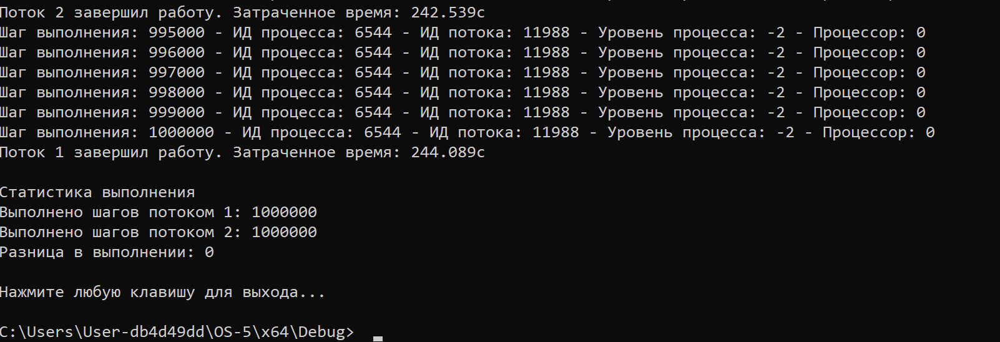 Поток 2 завершил работу. Затраченное время: 242.539с
Шаг выполнения: 995000 - ИД процесса: 6544 - ИД потока: 11988 - Уровень процесса: -2 - Процессор: 0
Шаг выполнения: 996000 - ИД процесса: 6544 - ИД потока: 11988 - Уровень процесса: -2 - Процессор: 0
Шаг выполнения: 997000 - ИД процесса: 6544 - ИД потока: 11988 - Уровень процесса: -2 - Процессор: 0
Шаг выполнения: 998000 - ИД процесса: 6544 - ИД потока: 11988 - Уровень процесса: -2 - Процессор: 0
Шаг выполнения: 999000 - ИД процесса: 6544 - ИД потока: 11988 - Уровень процесса: -2 - Процессор: 0
Шаг выполнения: 1000000 - ИД процесса: 6544 - ИД потока: 11988 - Уровень процесса: -2 - Процессор: 0
Поток 1 завершил работу. Затраченное время: 244.089с
Статистика выполнения
Выполнено шагов потоком 1: 1000000
Выполнено шагов потоком 2: 1000000
Разница в выполнении: 0
Нажмите любую клавишу для выхода...
C:\Users\User-db4d49dd\OS-5\x64\Debug>